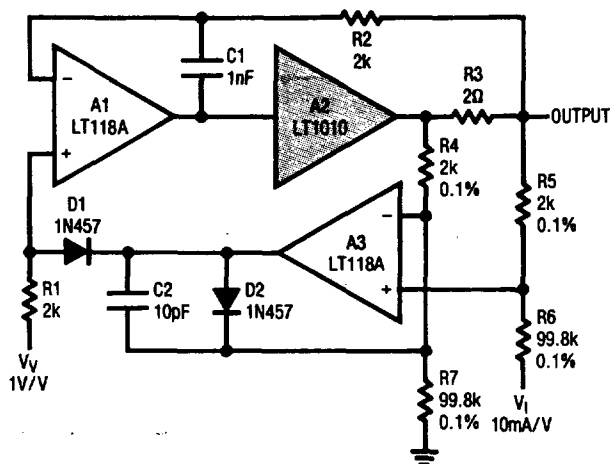 R2
2k
C1
1nF
R3
2Ω
−
A1
LT118A
+
A2
LT1010
OUTPUT
R4
2k
0.1%
R5
2k
0.1%
D1
1N457
−
A3
LT118A
+
R1
2k
C2
10pF
D2
1N457
R6
99.8k
0.1%
VV
1V/V
R7
99.8k
0.1%
VI
10mA/V